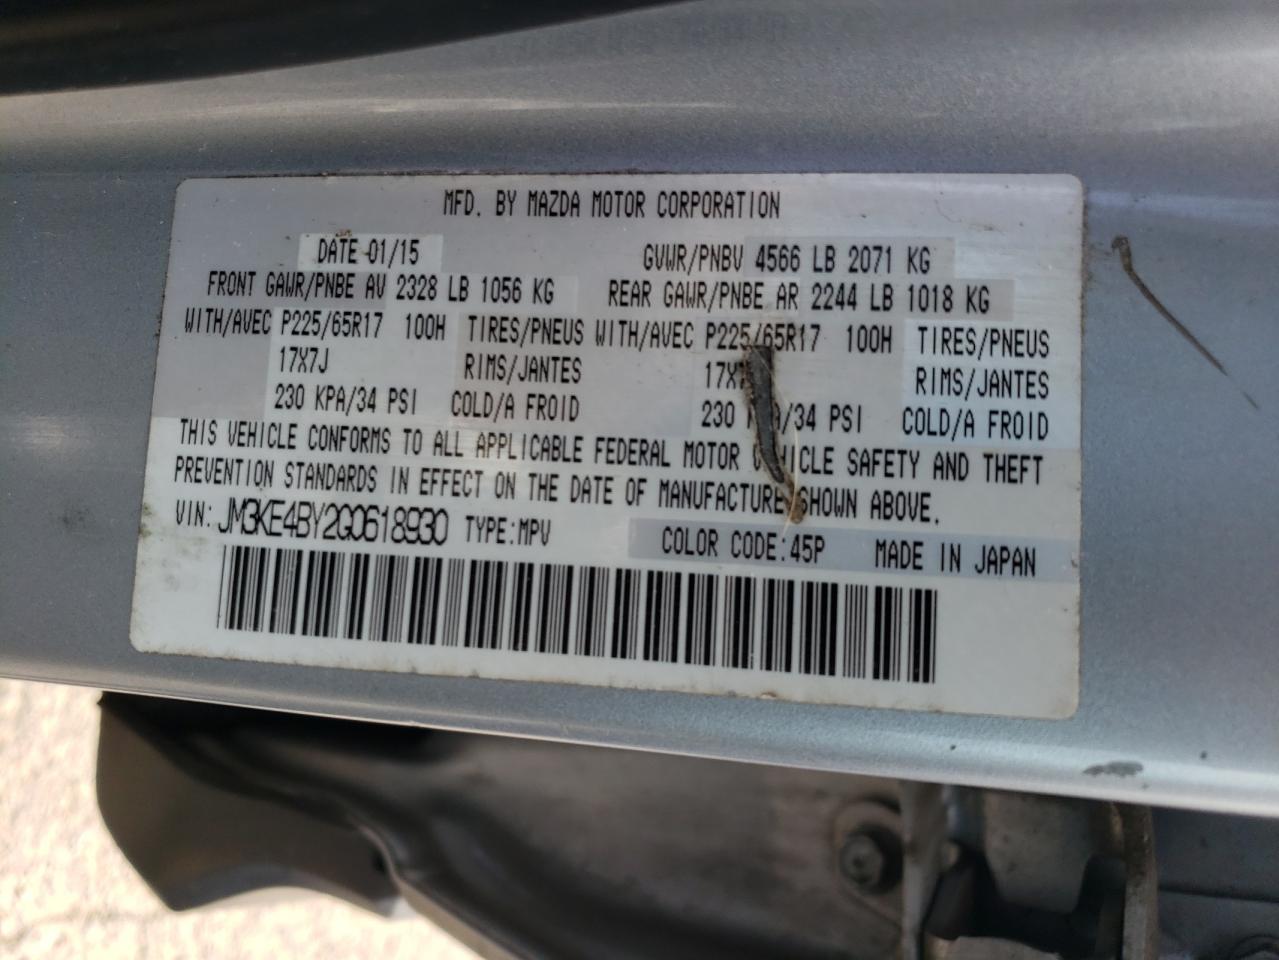 MFD. BY MAZDA MOTOR CORPORATION
DATE 01/15 GVWR/PNBV 4566 LB 2071 KG
FRONT GAWR/PNBE AV 2328 LB 1056 KG REAR GAWR/PNBE AR 2244 LB 1018 KG
WITH/AVEC P225/65R17 100H TIRES/PNEUS WITH/AVEC P225/65R17 100H TIRES/PNEUS
17X7J RIMS/JANTES RIMS/JANTES
230 KPA/34 PSI COLD/A FROID 230 /34 PSI COLD/A FROID
THIS VEHICLE CONFORMS TO ALL APPLICABLE FEDERAL MOTOR VEHICLE SAFETY AND THEFT
PREVENTION STANDARDS IN EFFECT ON THE DATE OF MANUFACTURE SHOWN ABOVE.
VIN: JM3KE4BY2G0618930 TYPE:MPV COLOR CODE:45P MADE IN JAPAN